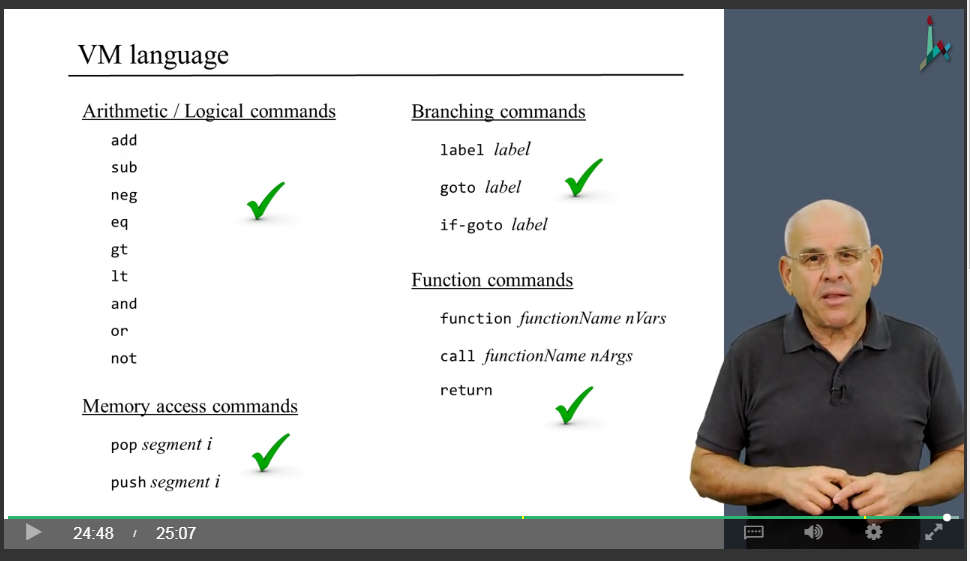 VM language
Arithmetic / Logical commands
add
sub
neg
eq
gt
lt
and
or
not
Memory access commands
pop segment i
push segment i
Branching commands
label label
goto label
if-goto label
Function commands
function functionName nVars
call functionName nArgs
return
24:48 / 25:07